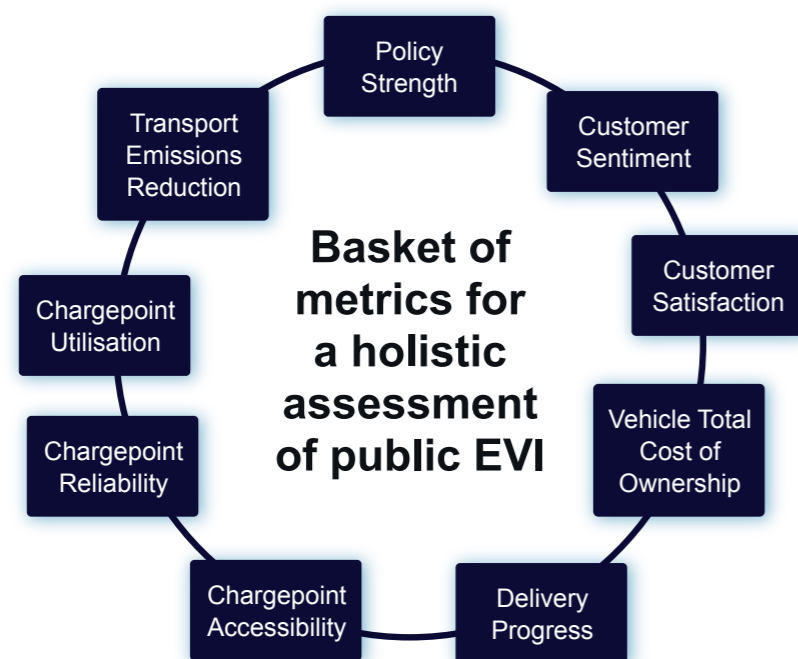 Policy
Strength
Customer
Sentiment
Customer
Satisfaction
Vehicle Total
Cost of
Ownership
Delivery
Progress
Chargepoint
Accessibility
Chargepoint
Reliability
Chargepoint
Utilisation
Transport
Emissions
Reduction
Basket of
metrics for
a holistic
assessment
of public EVI